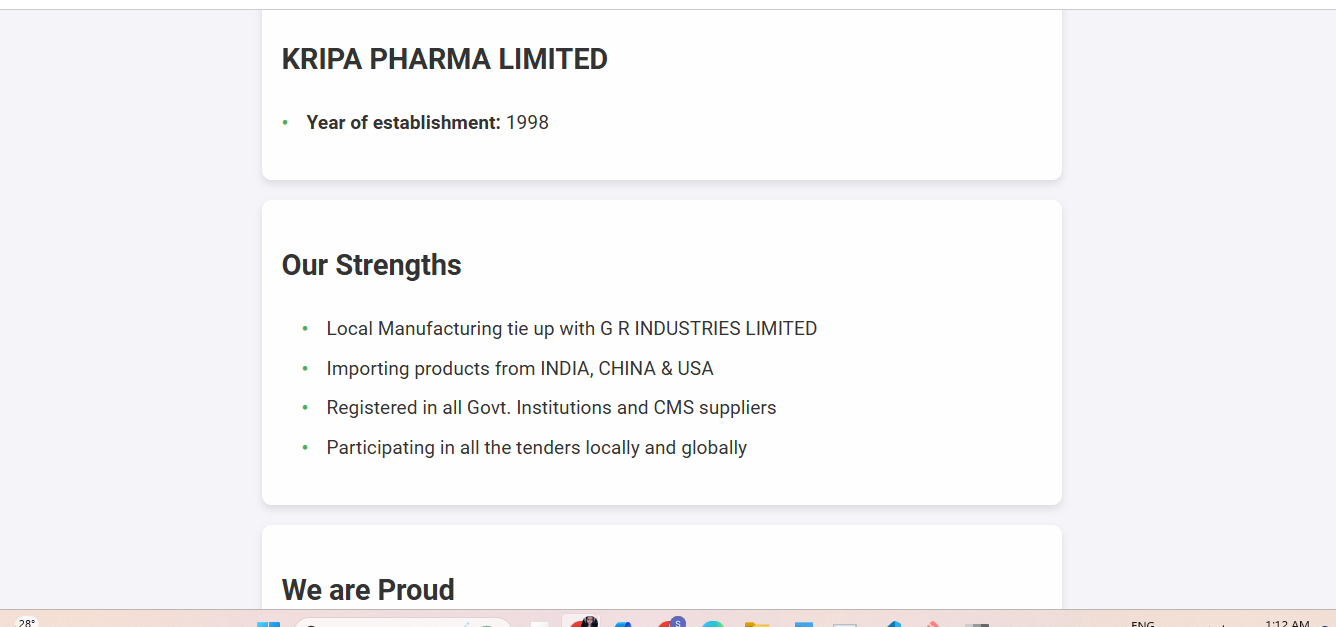 KRIPA PHARMA LIMITED
• Year of establishment: 1998
Our Strengths
• Local Manufacturing tie up with G R INDUSTRIES LIMITED
• Importing products from INDIA, CHINA & USA
• Registered in all Govt. Institutions and CMS suppliers
• Participating in all the tenders locally and globally
We are Proud
28°
S
ENG
1:12 AM